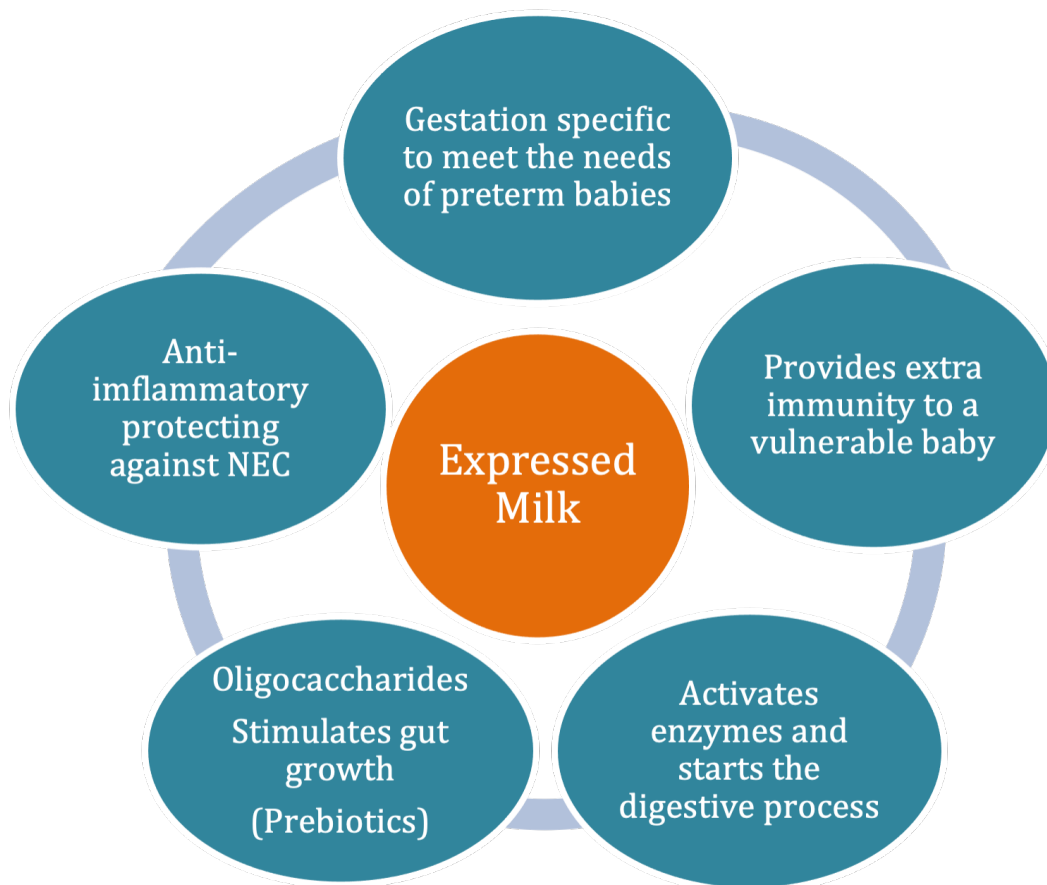 Gestation specific
to meet the needs
of preterm babies
Provides extra
immunity to a
vulnerable baby
Activates
enzymes and
starts the
digestive process
Oligocaccharides
Stimulates gut
growth
(Prebiotics)
Anti-
imflammatory
protecting
against NEC
Expressed
Milk